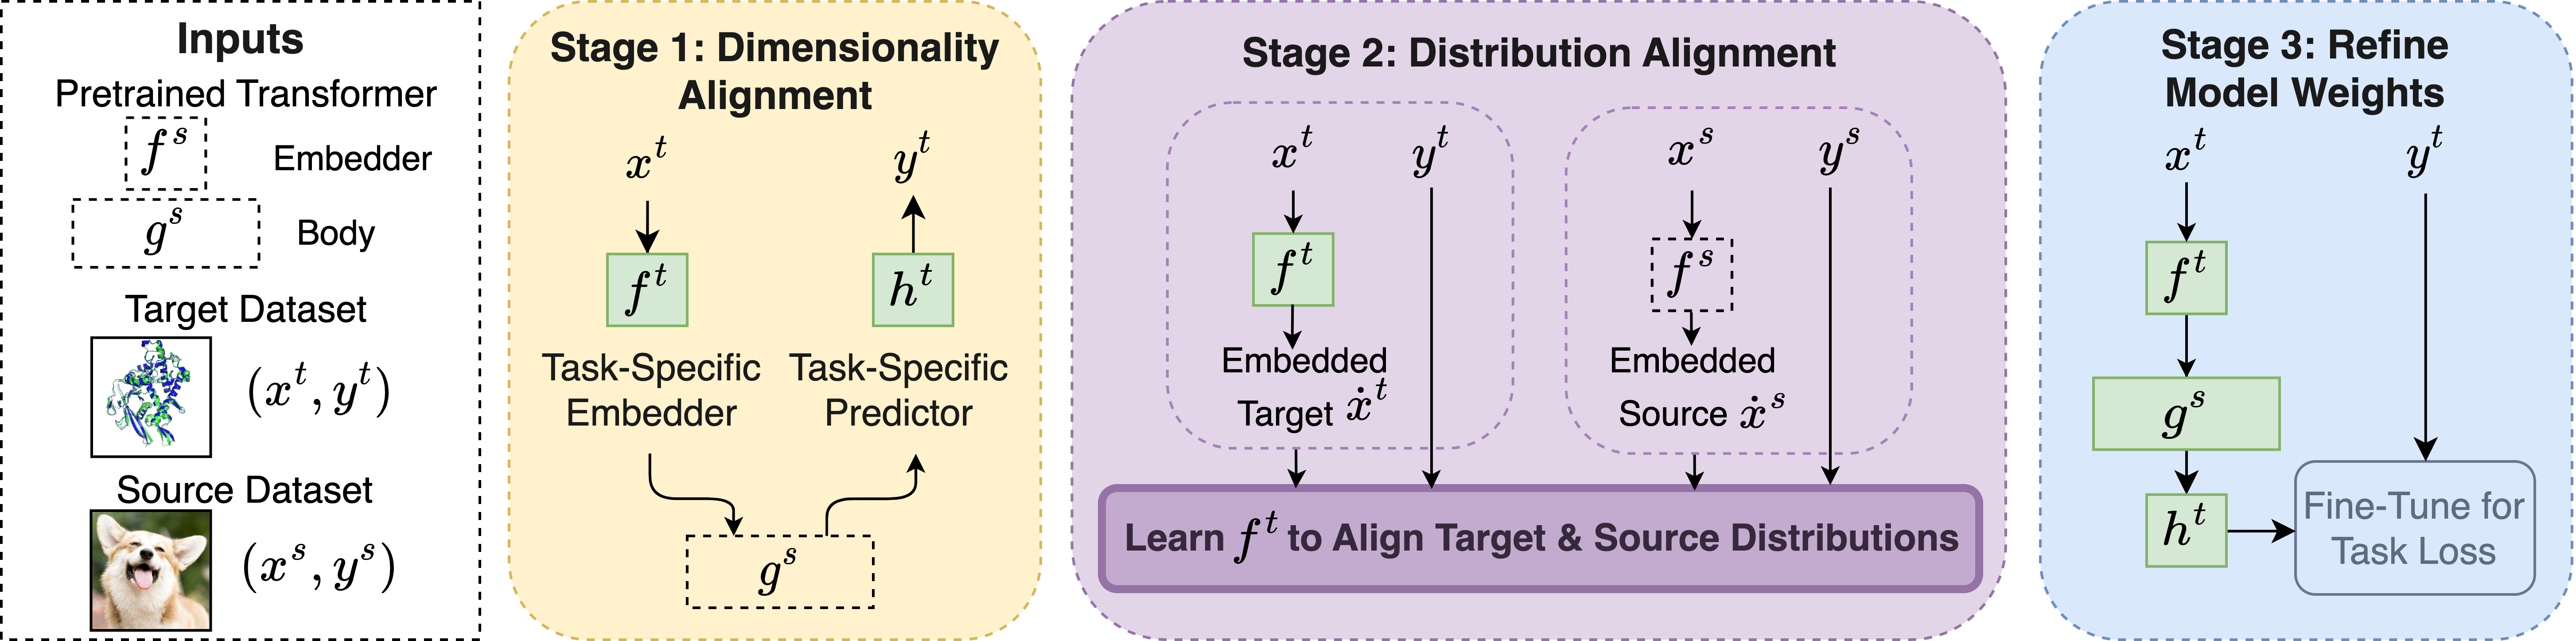 Inputs
Pretrained Transformer
f^s Embedder
g^s Body
Target Dataset
(x^t, y^t)
Source Dataset
(x^s, y^s)
Stage 1: Dimensionality
Alignment
x^t y^t
f^t h^t
Task-Specific Task-Specific
Embedder Predictor
g^s
Stage 2: Distribution Alignment
x^t y^t x^s y^s
f^t f^s
Embedded Embedded
Target ẋ^t Source ẋ^s
Learn f^t to Align Target & Source Distributions
Stage 3: Refine
Model Weights
x^t y^t
f^t
g^s
h^t
Fine-Tune for
Task Loss